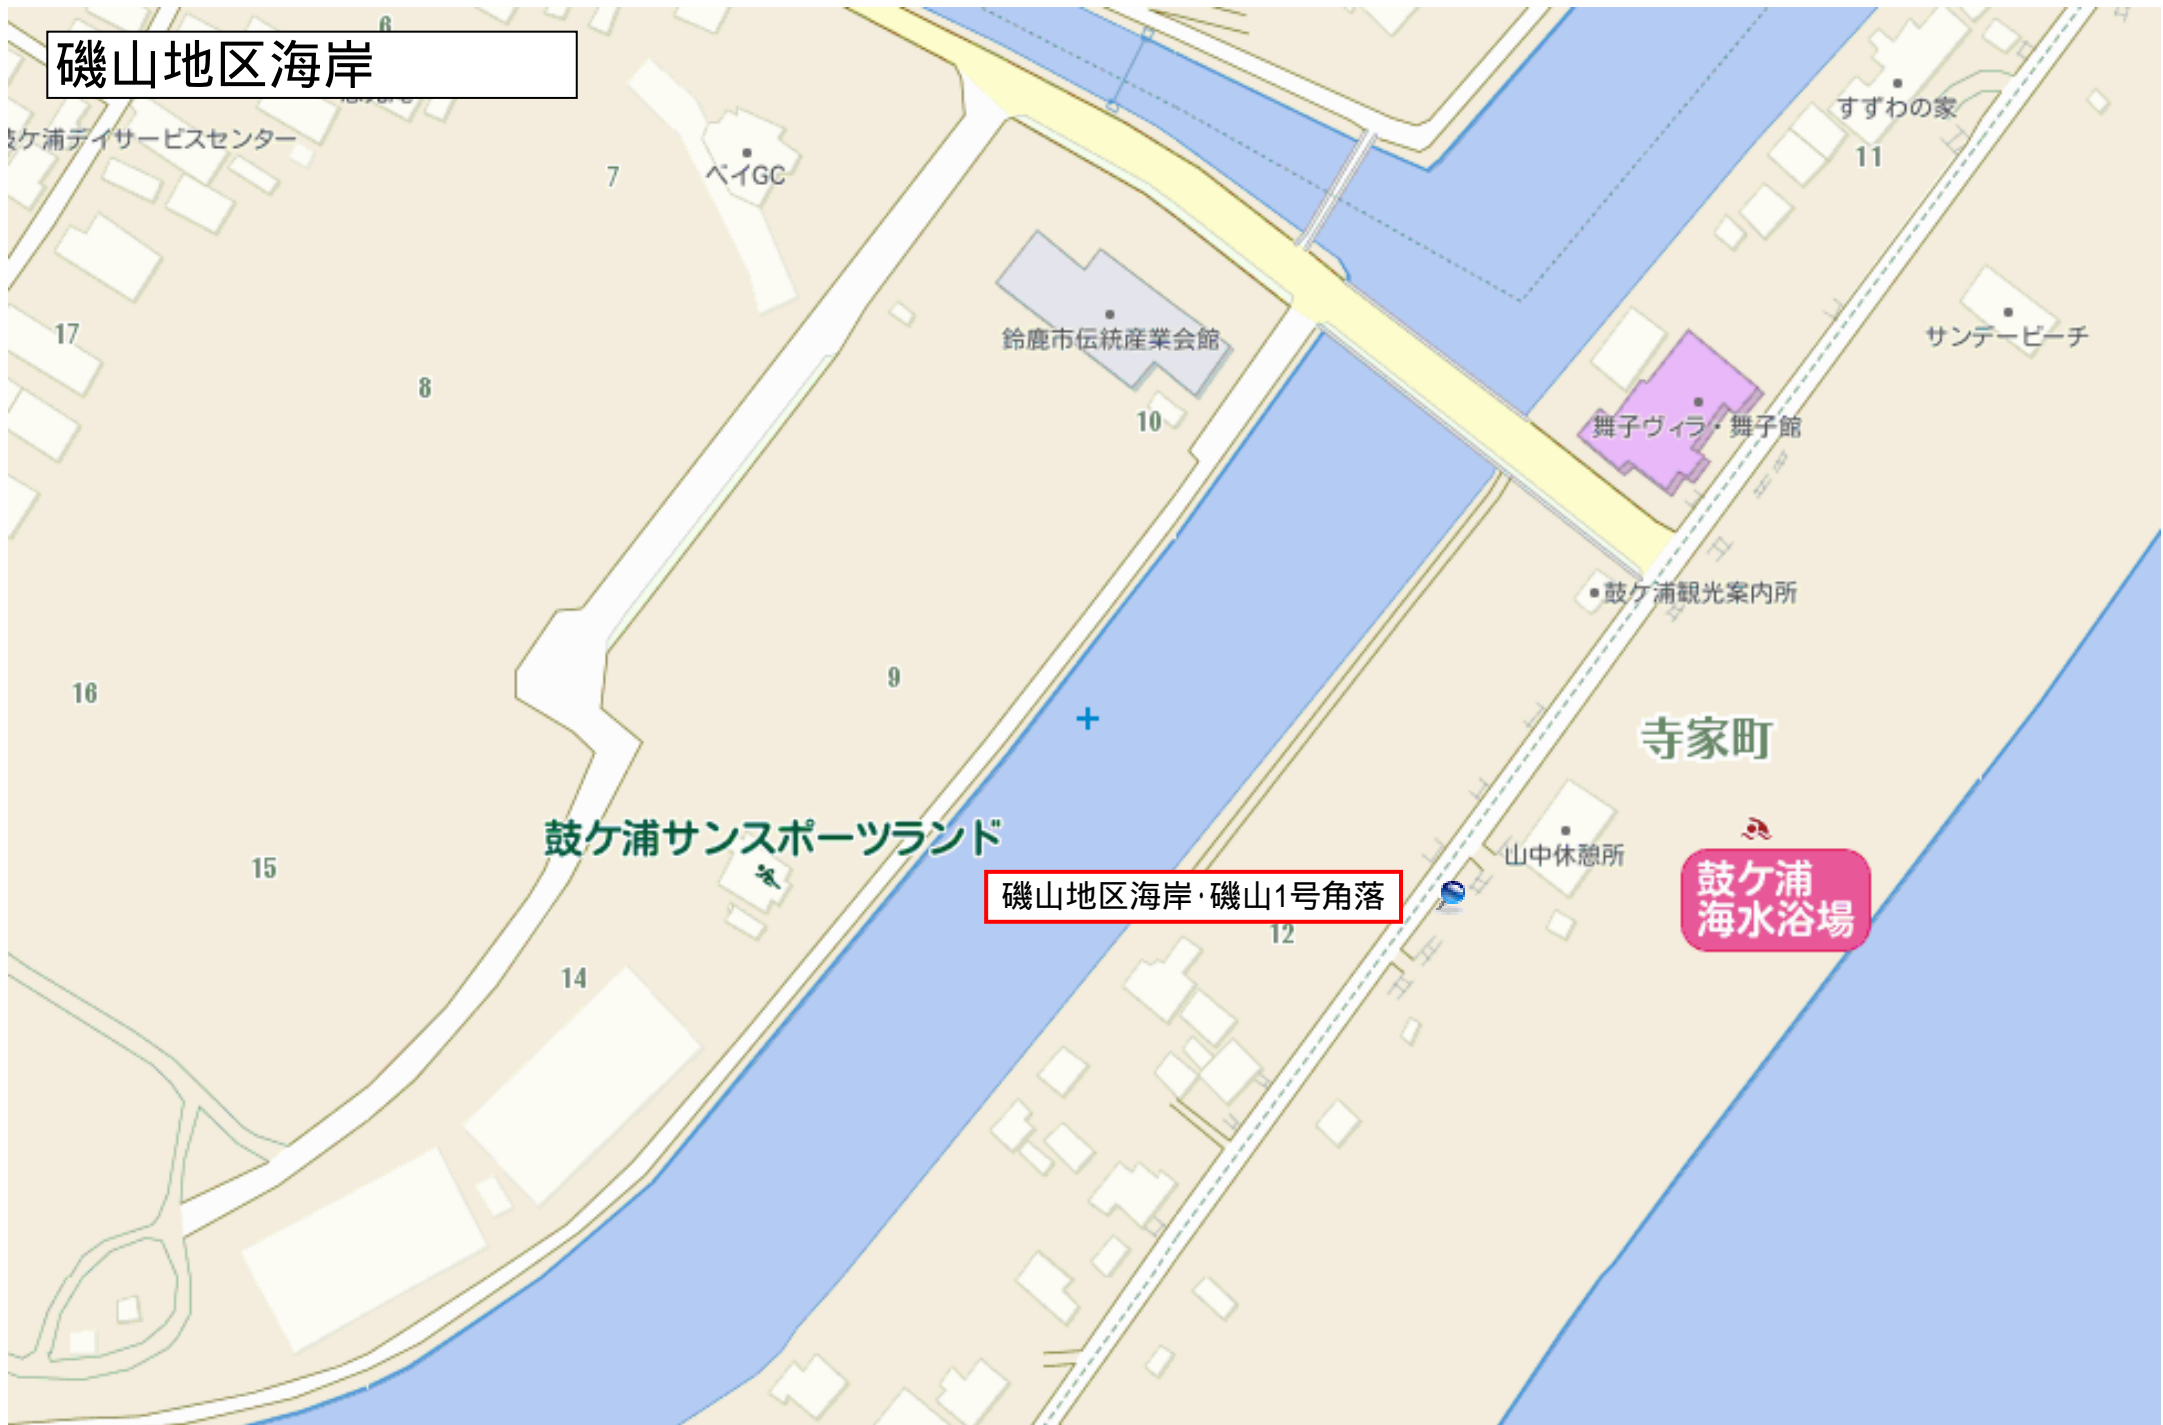 6
磯山地区海岸
鼓ケ浦デイサービスセンター
すずわの家
11
7
ベイGC
17
鈴鹿市伝統産業会館
サンデービーチ
8
10
舞子ヴィラ・舞子館
鼓ケ浦観光案内所
9
16
寺家町
鼓ケ浦サンスポーツランド
15
山中休憩所
鼓ケ浦
海水浴場
磯山地区海岸・磯山1号角落
12
14